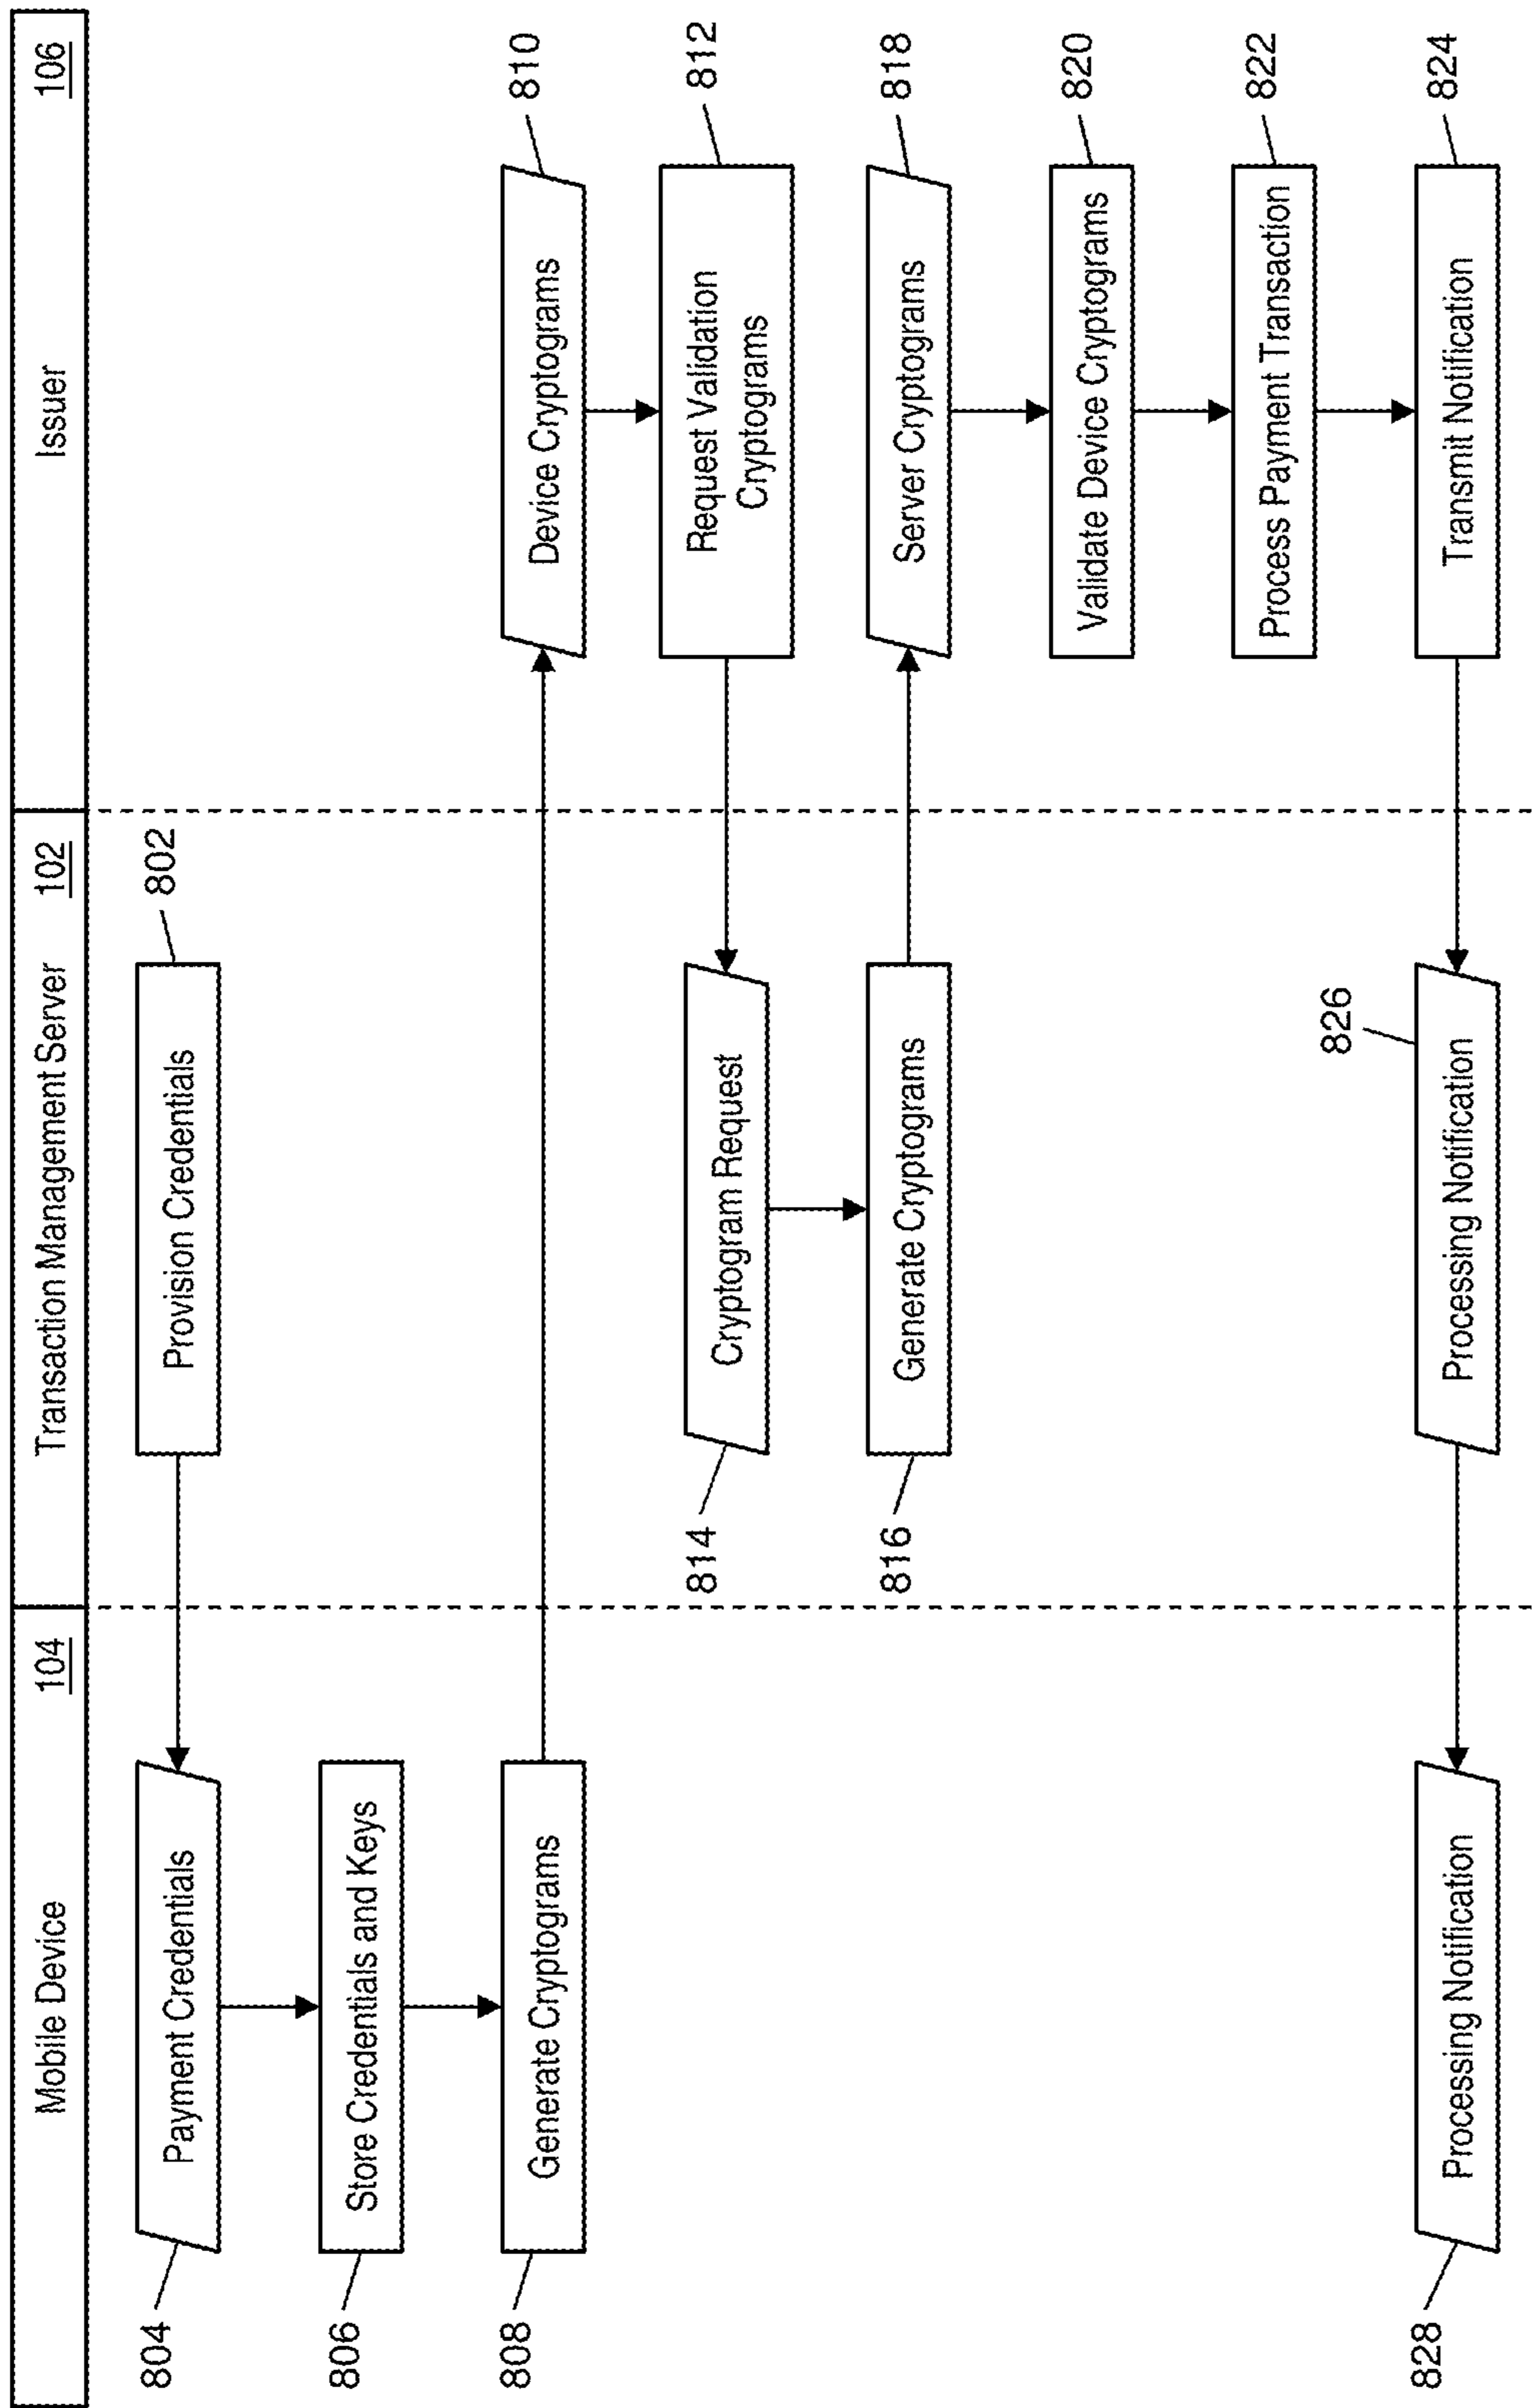 Mobile Device 104
Transaction Management Server 102
Issuer 106
802
Provision Credentials
804
Payment Credentials
806
Store Credentials and Keys
808
Generate Cryptograms
810
Device Cryptograms
812
Request Validation
Cryptograms
814
Cryptogram Request
816
Generate Cryptograms
818
Server Cryptograms
820
Validate Device Cryptograms
822
Process Payment Transaction
824
Transmit Notification
826
Processing Notification
828
Processing Notification